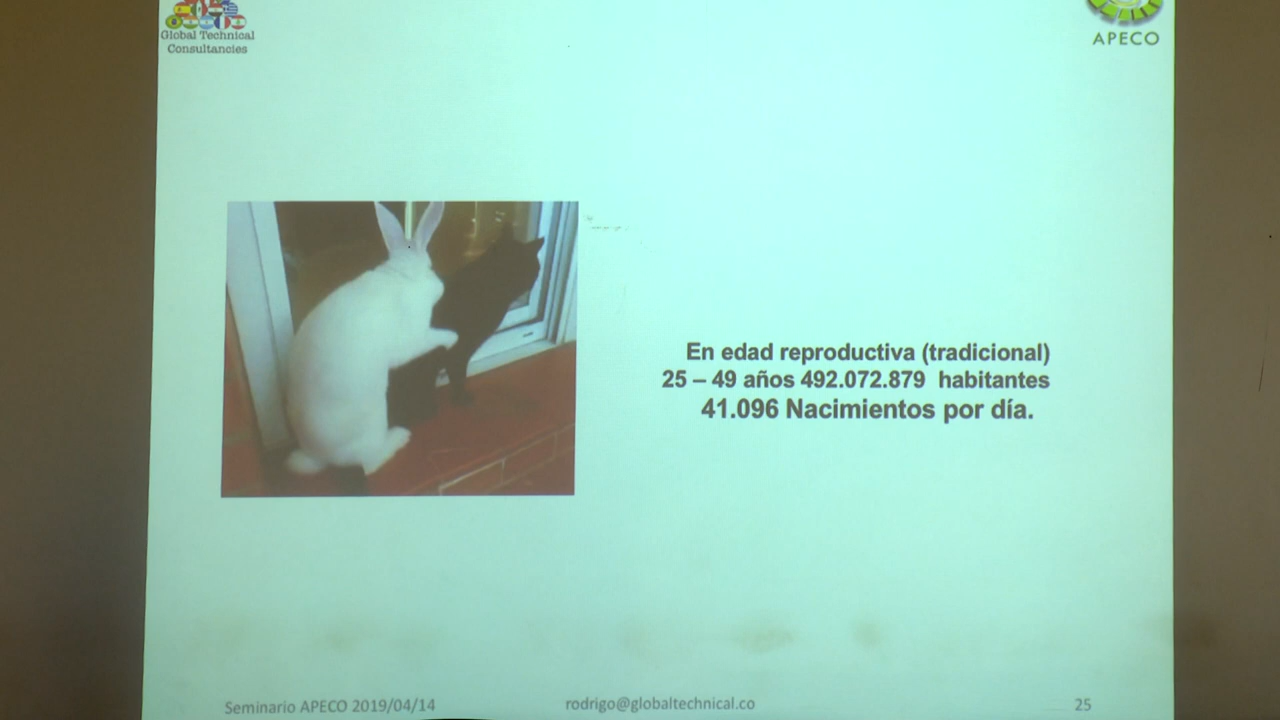 Global Technical
Consultancies
APECO
En edad reproductiva (tradicional)
25 – 49 años 492.072.879 habitantes
41.096 Nacimientos por día.
Seminario APECO 2019/04/14
rodrigo@globaltechnical.co
25